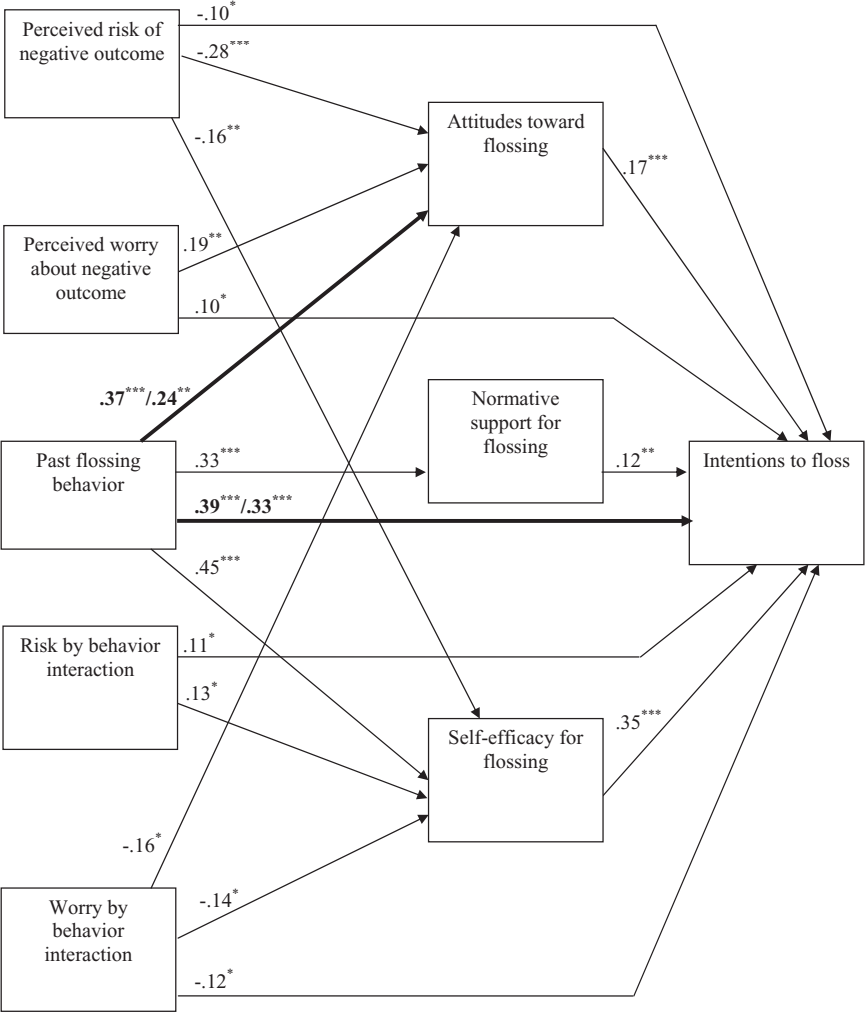 Perceived risk of
negative outcome
-.10*
-.28***
-.16**
Attitudes toward
flossing
.17***
Perceived worry
about negative
outcome
.19**
.10*
.37***/.24**
Normative
support for
flossing
.12**
Intentions to floss
Past flossing
behavior
.33***
.39***/.33***
.45***
Risk by behavior
interaction
.11*
.13*
Self-efficacy for
flossing
.35***
-.16*
Worry by
behavior
interaction
-.14*
-.12*